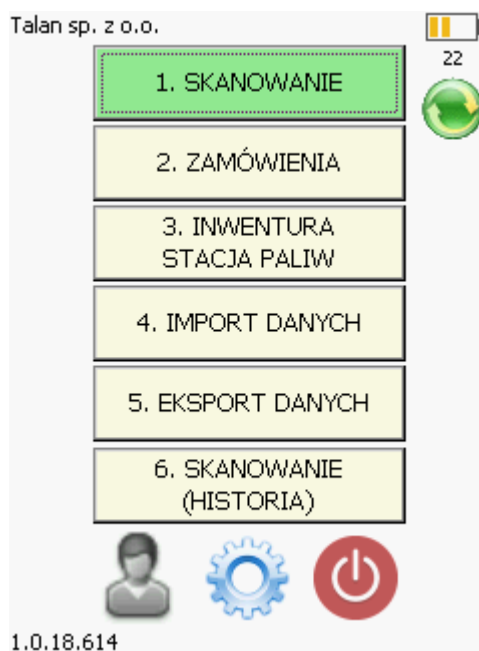 Talan sp. z o.o.
22
1. SKANOWANIE
2. ZAMÓWIENIA
3. INWENTURA
STACJA PALIW
4. IMPORT DANYCH
5. EKSPORT DANYCH
6. SKANOWANIE
(HISTORIA)
1.0.18.614